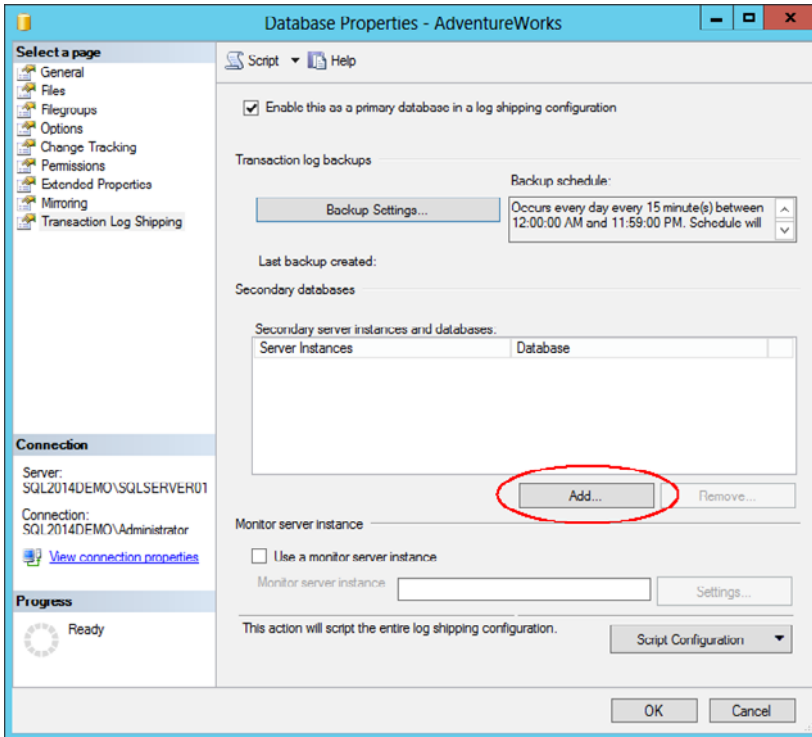 Database Properties - AdventureWorks
Select a page
General
Files
Filegroups
Options
Change Tracking
Permissions
Extended Properties
Mirroring
Transaction Log Shipping
Script
Help
Enable this as a primary database in a log shipping configuration
Transaction log backups
Backup schedule:
Backup Settings...
Occurs every day every 15 minute(s) between
12:00:00 AM and 11:59:00 PM. Schedule will
Last backup created:
Secondary databases
Secondary server instances and databases:
Server Instances
Database
Add...
Remove...
Monitor server instance
Use a monitor server instance
Monitor server instance
Settings...
This action will script the entire log shipping configuration.
Script Configuration
Connection
Server:
SQL2014DEMO\SQLSERVER01
Connection:
SQL2014DEMO\Administrator
View connection properties
Progress
Ready
OK
Cancel